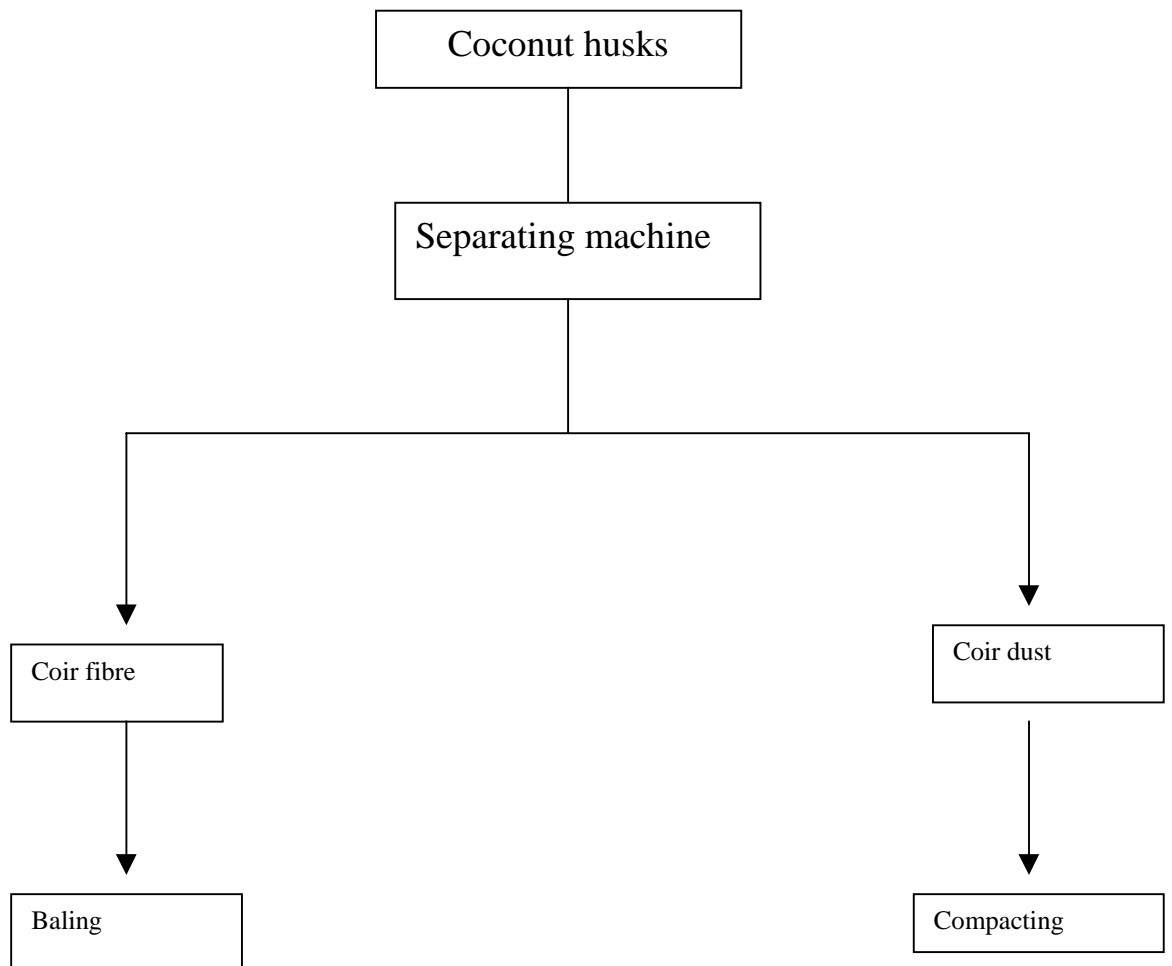 Coconut husks
Separating machine
Coir fibre
Coir dust
Baling
Compacting